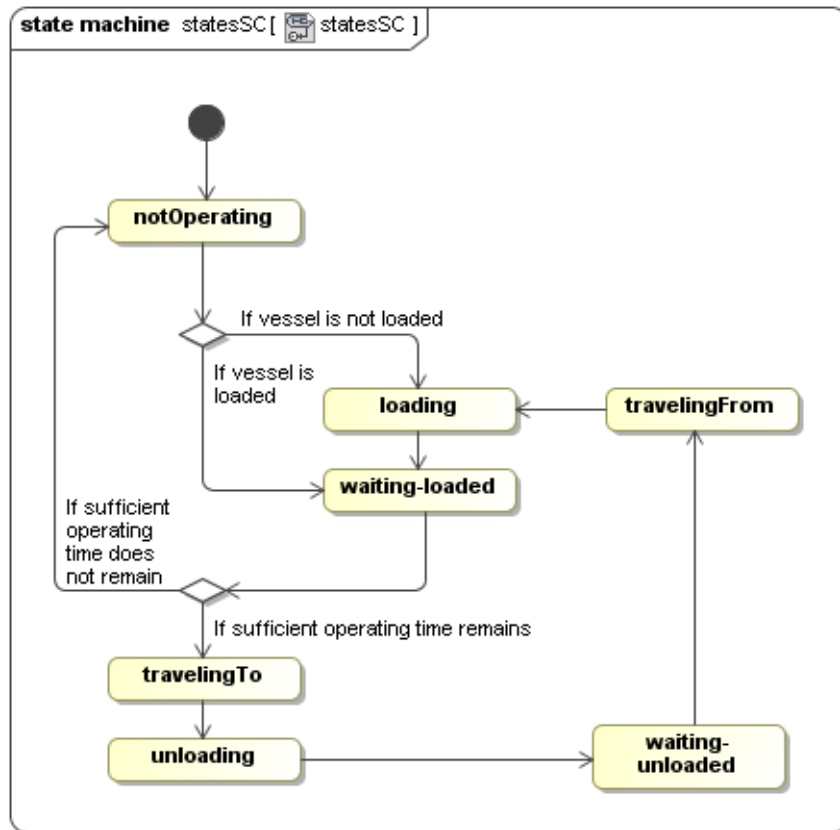 state machine statesSC [ statesSC ]
notOperating
If vessel is not loaded
If vessel is
loaded
loading
travelingFrom
waiting-loaded
If sufficient
operating
time does
not remain
If sufficient operating time remains
travelingTo
unloading
waiting-
unloaded